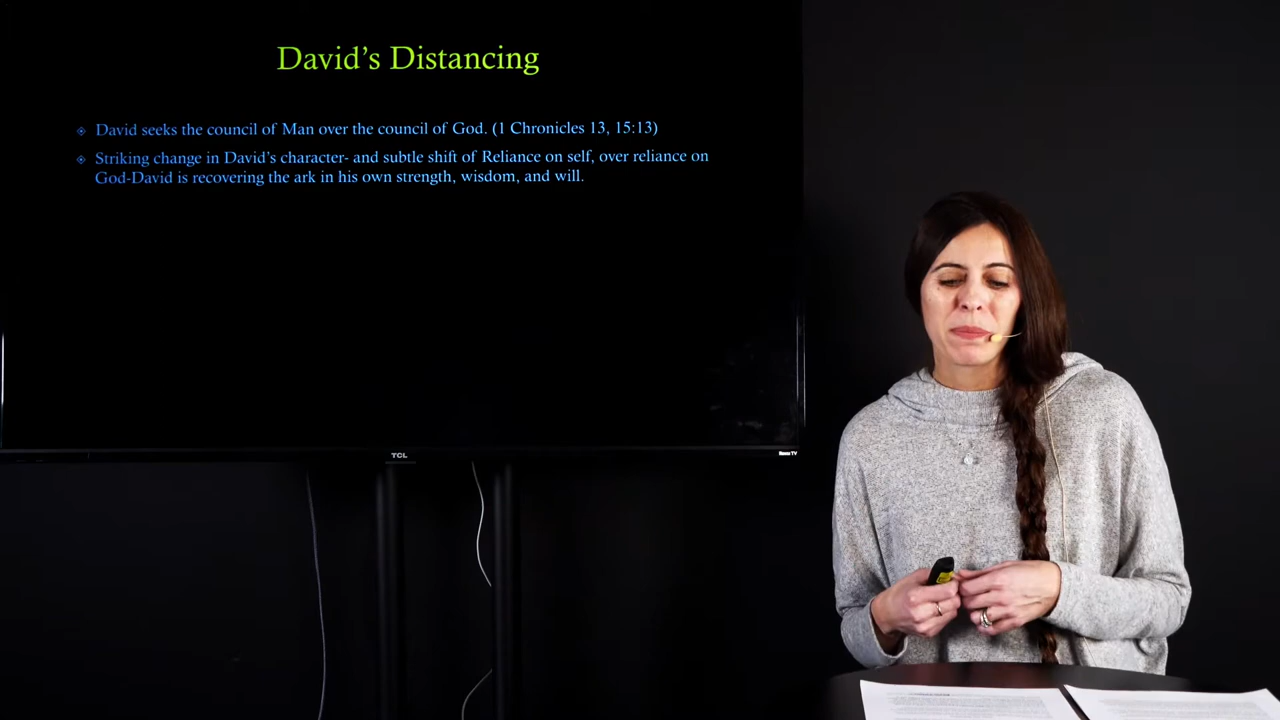 David's Distancing
David seeks the council of Man over the council of God. (1 Chronicles 13, 15:13)
Striking change in David's character- and subtle shift of Reliance on self, over reliance on
God-David is recovering the ark in his own strength, wisdom, and will.
TCL
Roku TV